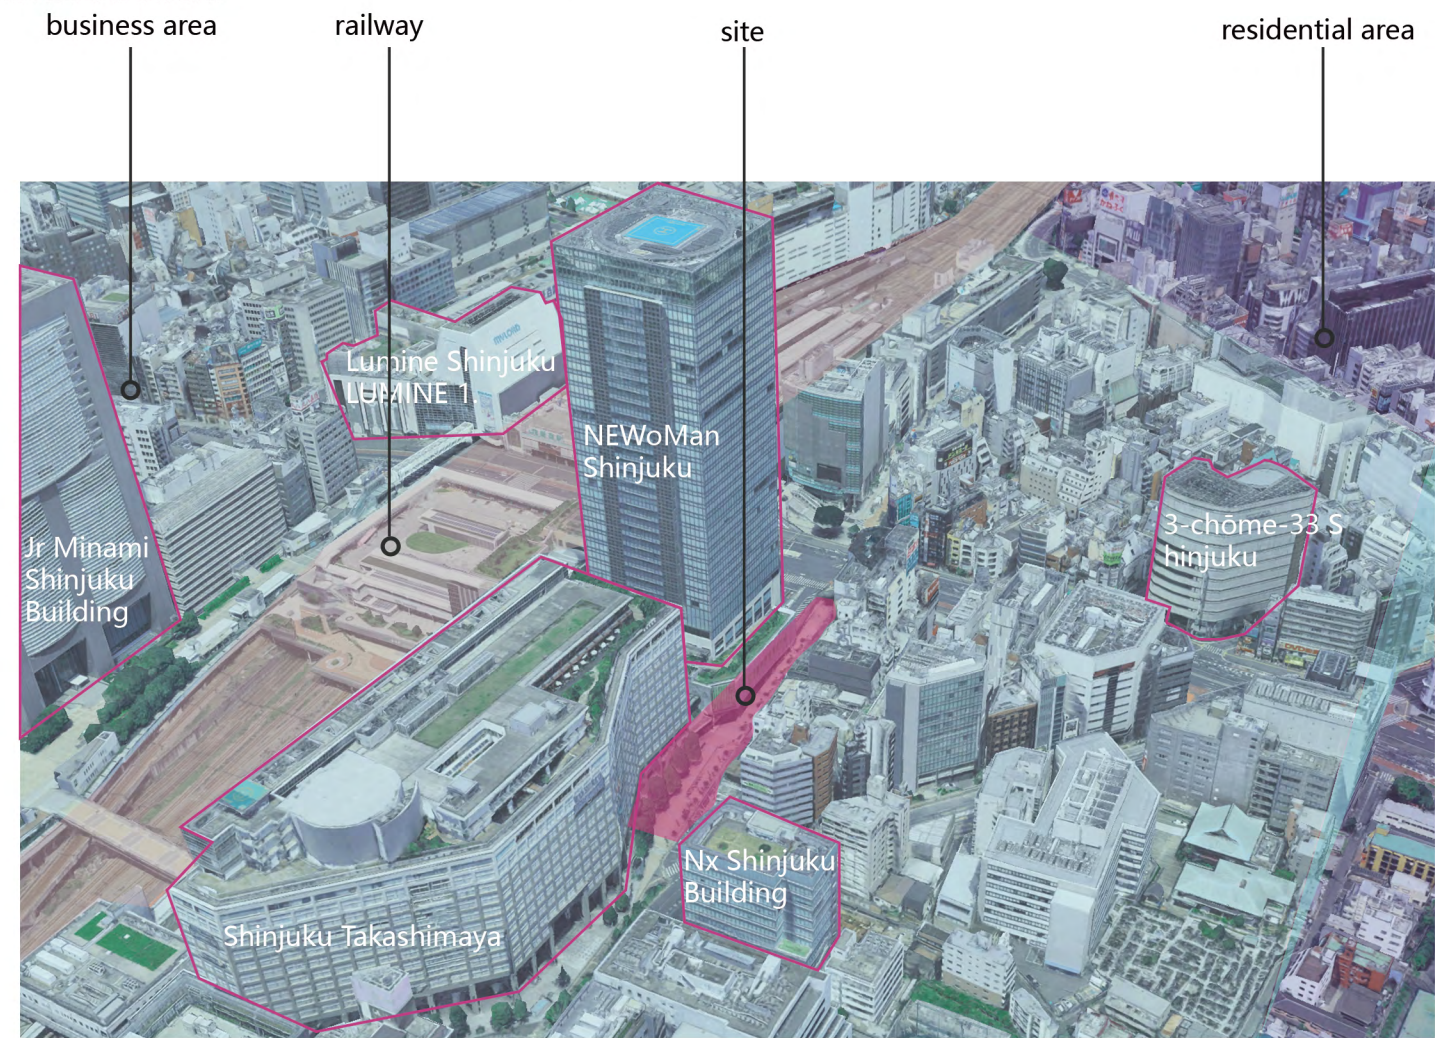 business area
railway
site
residential area
MYLORD
Lumine Shinjuku
LUMINE 1.
NEWoMan
Shinjuku
3-chōme-33 S
hinjuku
Jr Minami
Shinjuku
Building
Nx Shinjuku
Building
Shinjuku Takashimaya